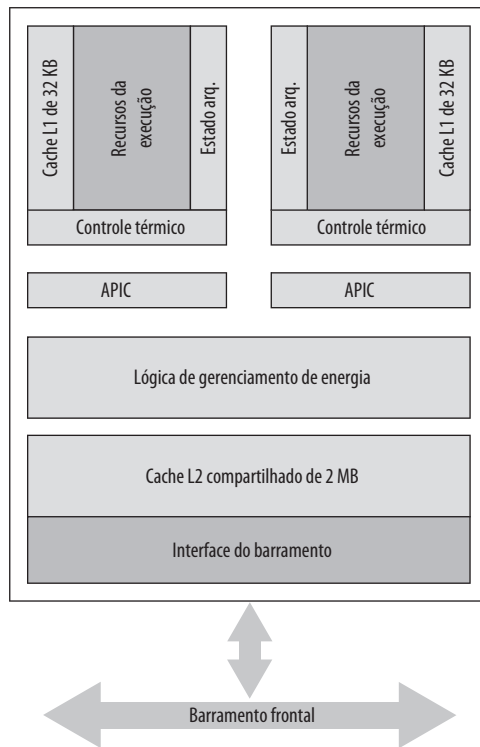 Cache L1 de 32 KB
Recursos da
execução
Estado arq.
Controle térmico
Estado arq.
Recursos da
execução
Cache L1 de 32 KB
Controle térmico
APIC
APIC
Lógica de gerenciamento de energia
Cache L2 compartilhado de 2 MB
Interface do barramento
Barramento frontal